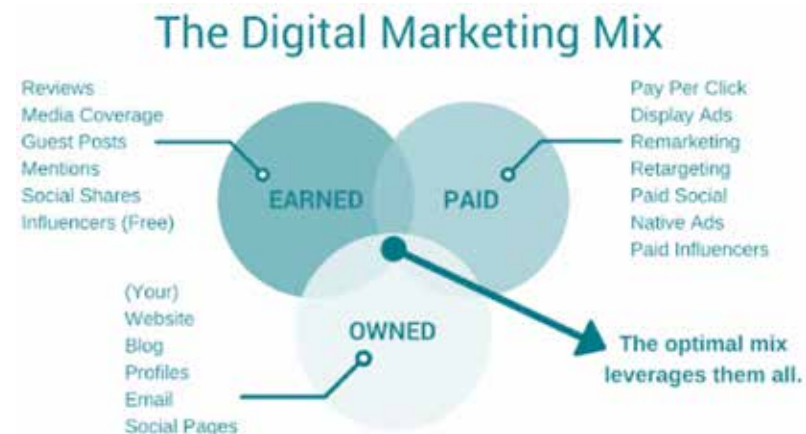 The Digital Marketing Mix
Reviews
Media Coverage
Guest Posts
Mentions
Social Shares
Influencers (Free)
EARNED
PAID
Pay Per Click
Display Ads
Remarketing
Retargeting
Paid Social
Native Ads
Paid Influencers
(Your)
Website
Blog
Profiles
Email
Social Pages
OWNED
The optimal mix
leverages them all.